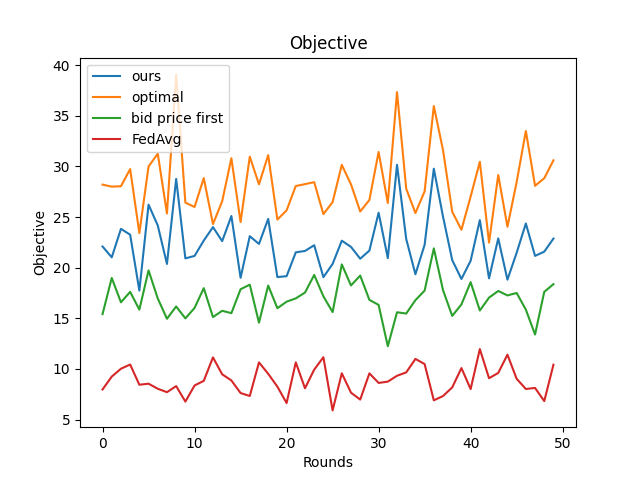 Objective
ours
optimal
bid price first
FedAvg
40
35
30
25
20
15
10
5
Objective
0 10 20 30 40 50
Rounds